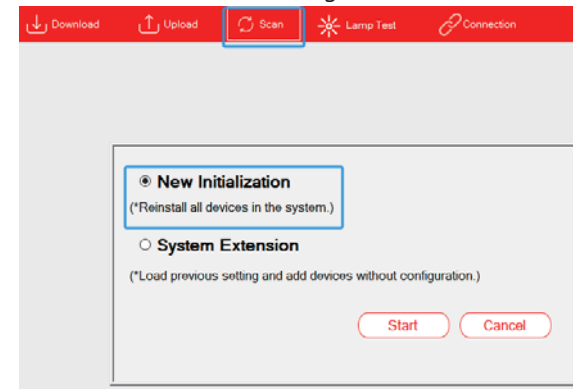 Download Upload Scan Lamp Test Connection
New Initialization
(*Reinstall all devices in the system.)
System Extension
(*Load previous setting and add devices without configuration.)
Start Cancel